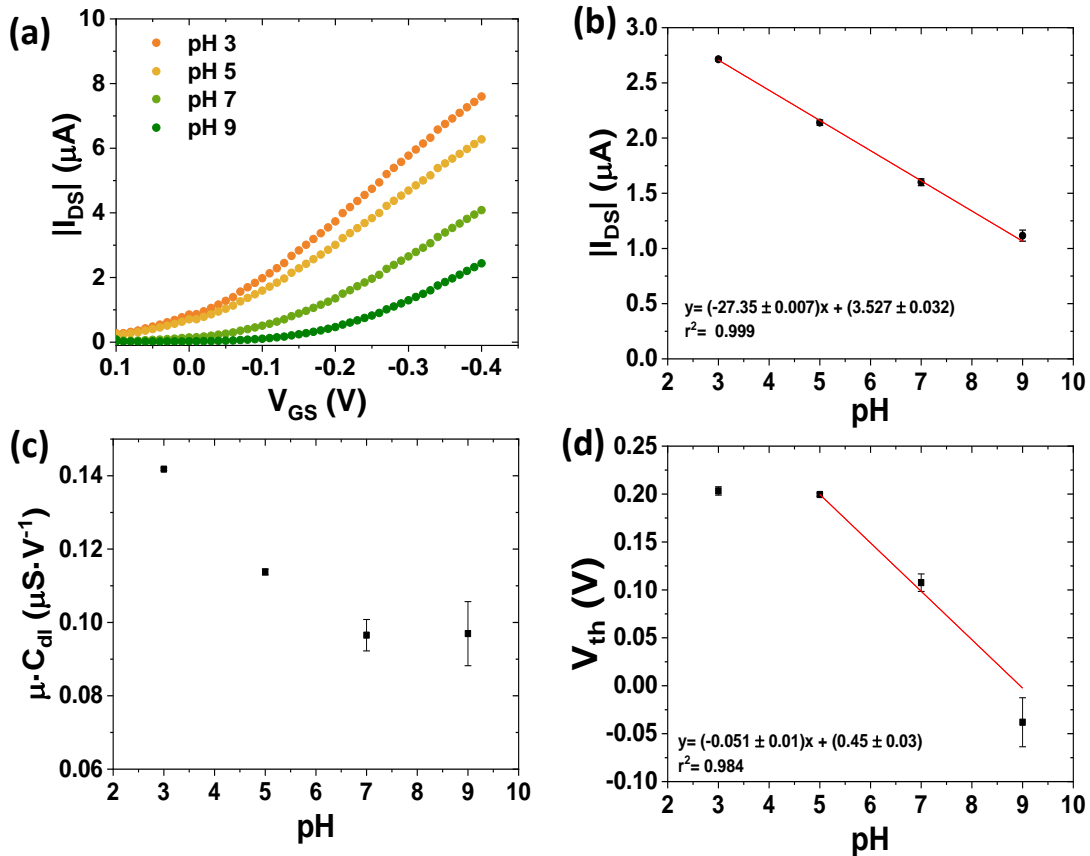 (a)
pH 3
pH 5
pH 7
pH 9
|I_DS| (μA)
10
8
6
4
2
0
0.1 0.0 -0.1 -0.2 -0.3 -0.4
V_GS (V)
(b)
|I_DS| (μA)
3.0
2.5
2.0
1.5
1.0
0.5
0.0
y= (-27.35 ± 0.007)x + (3.527 ± 0.032)
r²= 0.999
2 3 4 5 6 7 8 9 10
pH
(c)
μ·C_dl (μS·V⁻¹)
0.14
0.12
0.10
0.08
0.06
2 3 4 5 6 7 8 9 10
pH
(d)
V_th (V)
0.25
0.20
0.15
0.10
0.05
0.00
-0.05
-0.10
y= (-0.051 ± 0.01)x + (0.45 ± 0.03)
r²= 0.984
2 3 4 5 6 7 8 9 10
pH